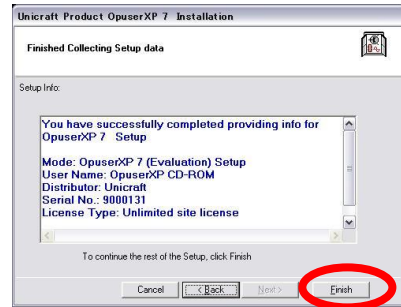 Unicraft Product OpuserXP 7 Installation
Finished Collecting Setup data
Setup Info:
You have successfully completed providing info for
OpuserXP 7 Setup
Mode: OpuserXP 7 (Evaluation) Setup
User Name: OpuserXP CD-ROM
Distributor: Unicraft
Serial No.: 9000131
License Type: Unlimited site license
To continue the rest of the Setup, click Finish
Cancel < Back Next > Finish